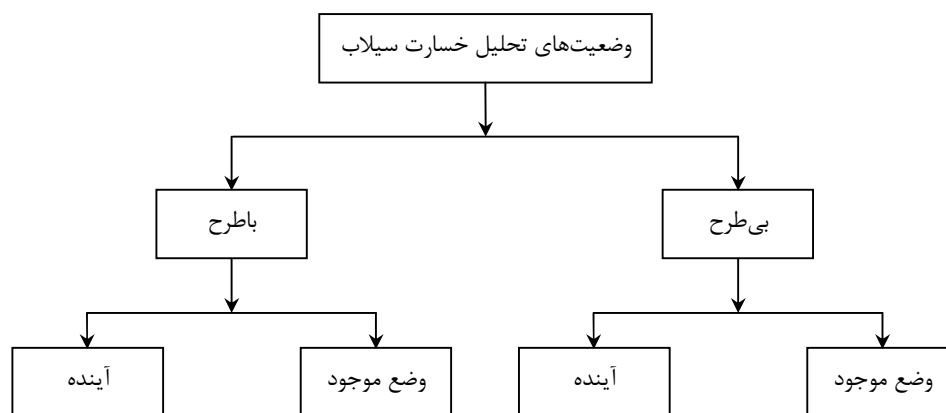 وضعیت‌های تحلیل خسارت سیلاب
بی‌طرح
باطرح
وضع موجود
آینده
وضع موجود
آینده